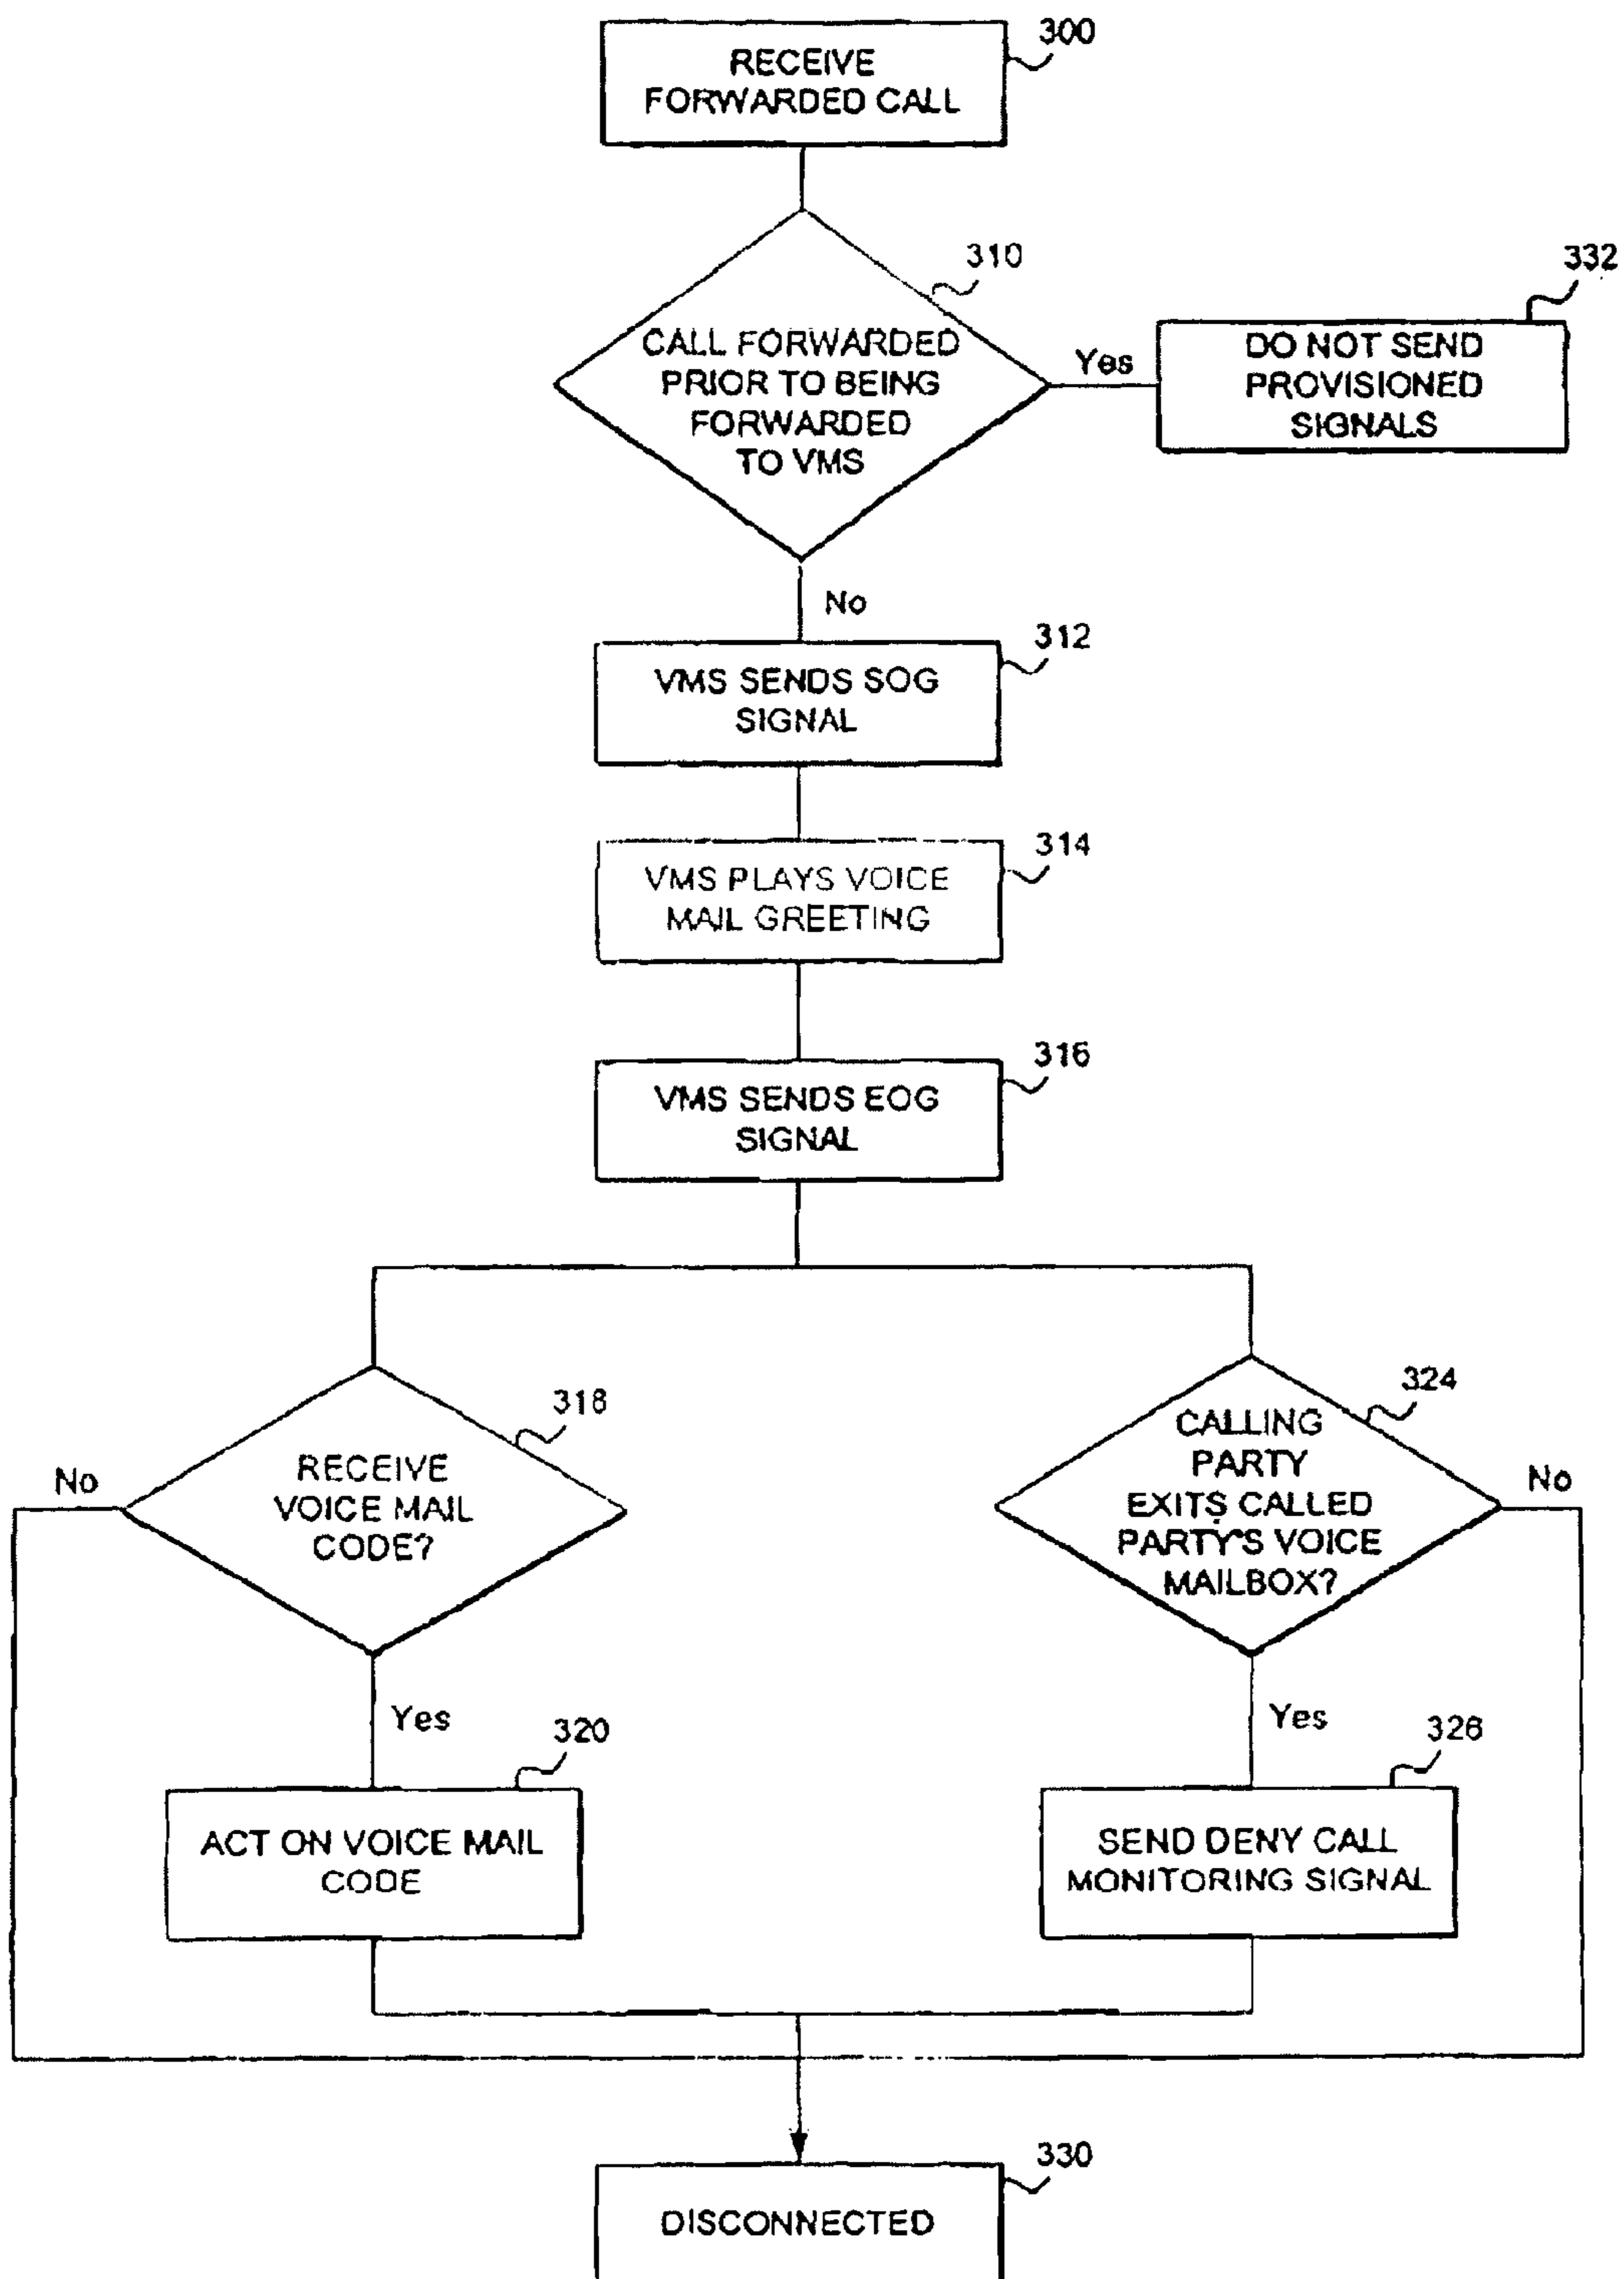 300
RECEIVE
FORWARDED CALL
310
332
CALL FORWARDED
PRIOR TO BEING
FORWARDED
TO VMS
Yes
DO NOT SEND
PROVISIONED
SIGNALS
No
312
VMS SENDS SOG
SIGNAL
314
VMS PLAYS VOICE
MAIL GREETING
316
VMS SENDS EOG
SIGNAL
318
RECEIVE
VOICE MAIL
CODE?
No
324
CALLING
PARTY
EXITS CALLED
PARTY'S VOICE
MAILBOX?
No
Yes
320
ACT ON VOICE MAIL
CODE
Yes
326
SEND DENY CALL
MONITORING SIGNAL
330
DISCONNECTED